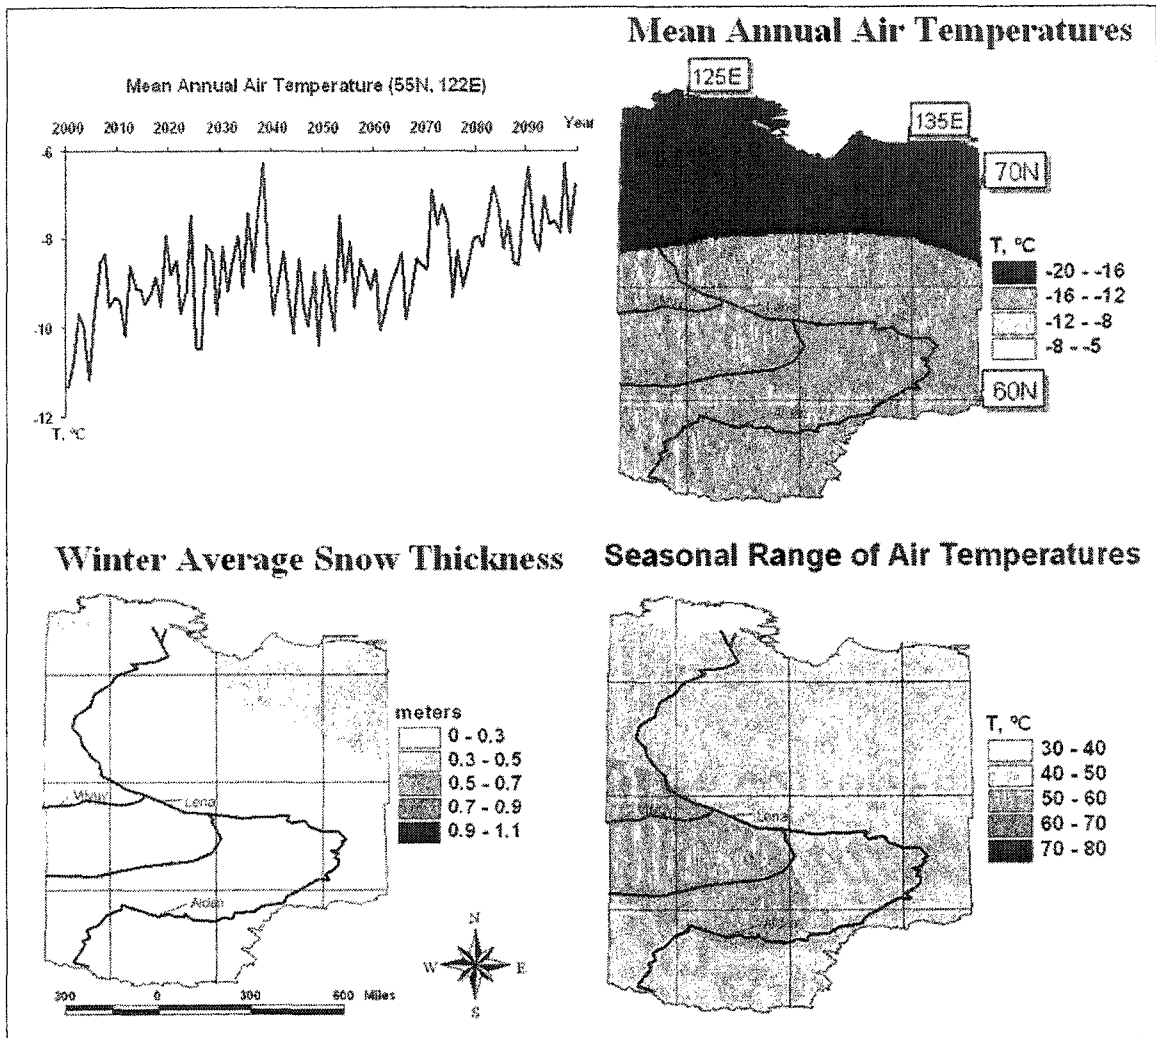 Mean Annual Air Temperature (55N, 122E)
2000 2010 2020 2030 2040 2050 2060 2070 2080 2090 Year
-6
-8
-10
-12
T, ºC
Mean Annual Air Temperatures
125E
135E
70N
T, ºC
-20 - -16
-16 - -12
-12 - -8
-8 - -5
60N
Winter Average Snow Thickness
meters
0 - 0.3
0.3 - 0.5
0.5 - 0.7
0.7 - 0.9
0.9 - 1.1
Lena
Aldan
300 0 300 600 Miles
N
W E
S
Seasonal Range of Air Temperatures
T, ºC
30 - 40
40 - 50
50 - 60
60 - 70
70 - 80
Lena